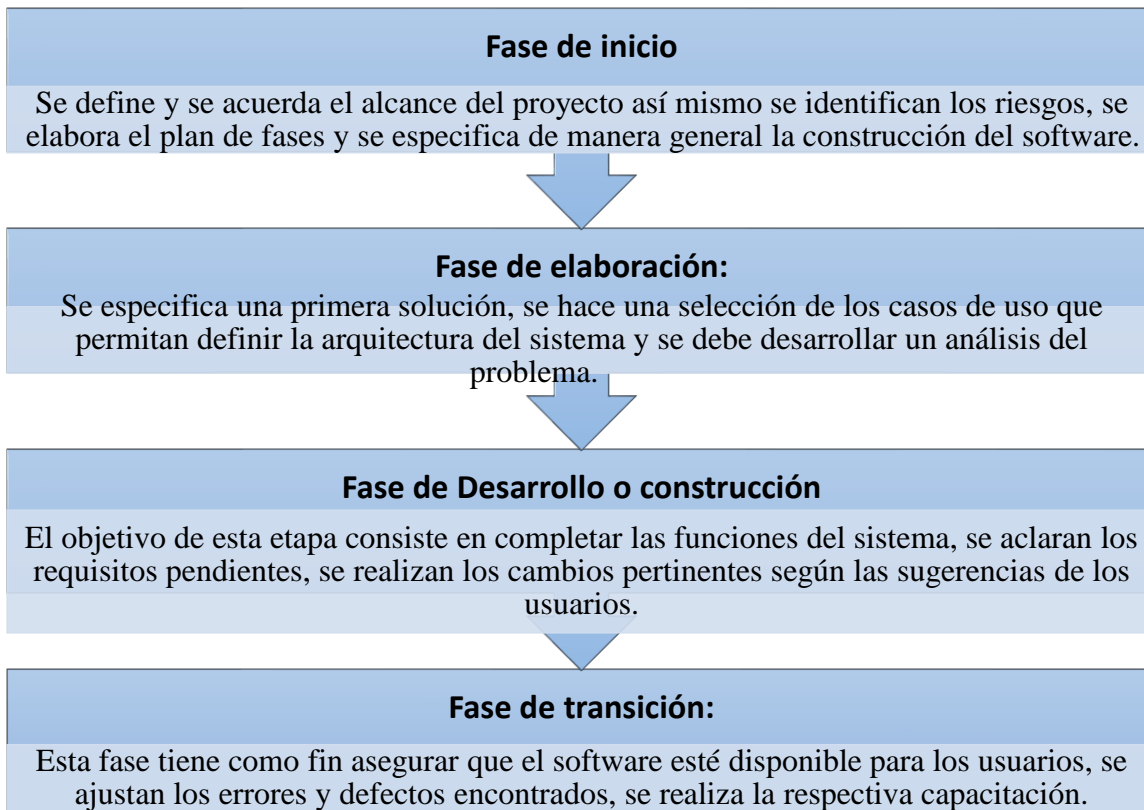 Fase de inicio
Se define y se acuerda el alcance del proyecto así mismo se identifican los riesgos, se
elabora el plan de fases y se especifica de manera general la construcción del software.
Fase de elaboración:
Se especifica una primera solución, se hace una selección de los casos de uso que
permitan definir la arquitectura del sistema y se debe desarrollar un análisis del
problema.
Fase de Desarrollo o construcción
El objetivo de esta etapa consiste en completar las funciones del sistema, se aclaran los
requisitos pendientes, se realizan los cambios pertinentes según las sugerencias de los
usuarios.
Fase de transición:
Esta fase tiene como fin asegurar que el software esté disponible para los usuarios, se
ajustan los errores y defectos encontrados, se realiza la respectiva capacitación.